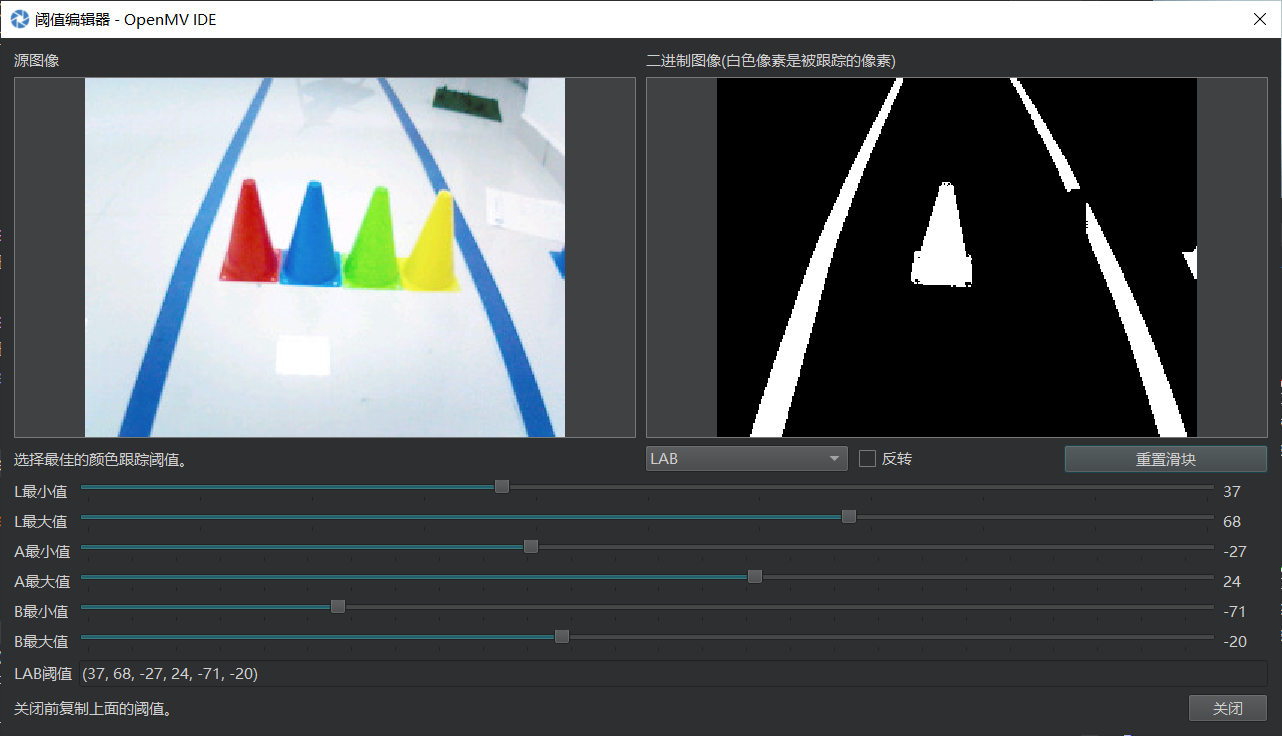 阈值编辑器 - OpenMV IDE
源图像
二进制图像(白色像素是被跟踪的像素)
选择最佳的颜色跟踪阈值。
LAB
反转
重置滑块
L最小值 37
L最大值 68
A最小值 -27
A最大值 24
B最小值 -71
B最大值 -20
LAB阈值 (37, 68, -27, 24, -71, -20)
关闭前复制上面的阈值。
关闭